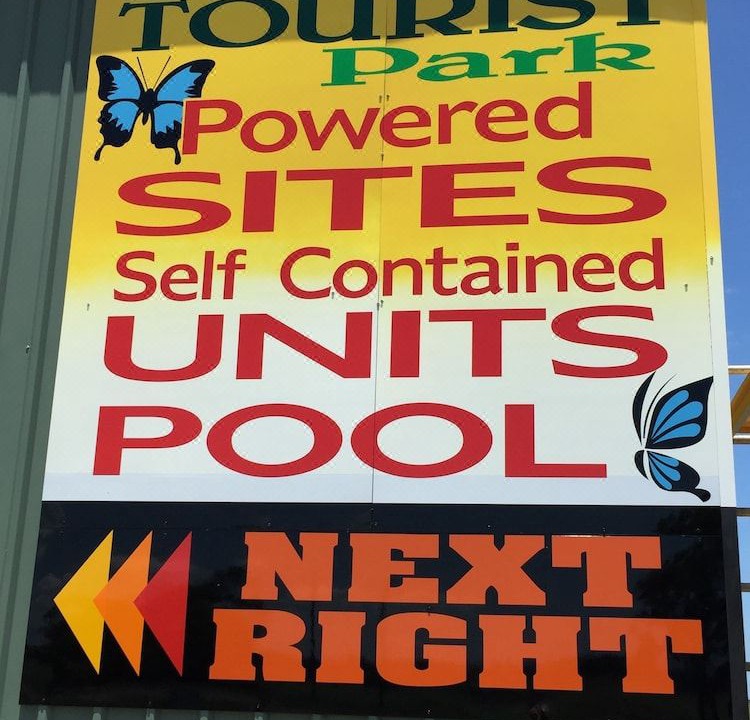 TOURIST
Park
Powered
SITES
Self Contained
UNITS
POOL
NEXT
RIGHT